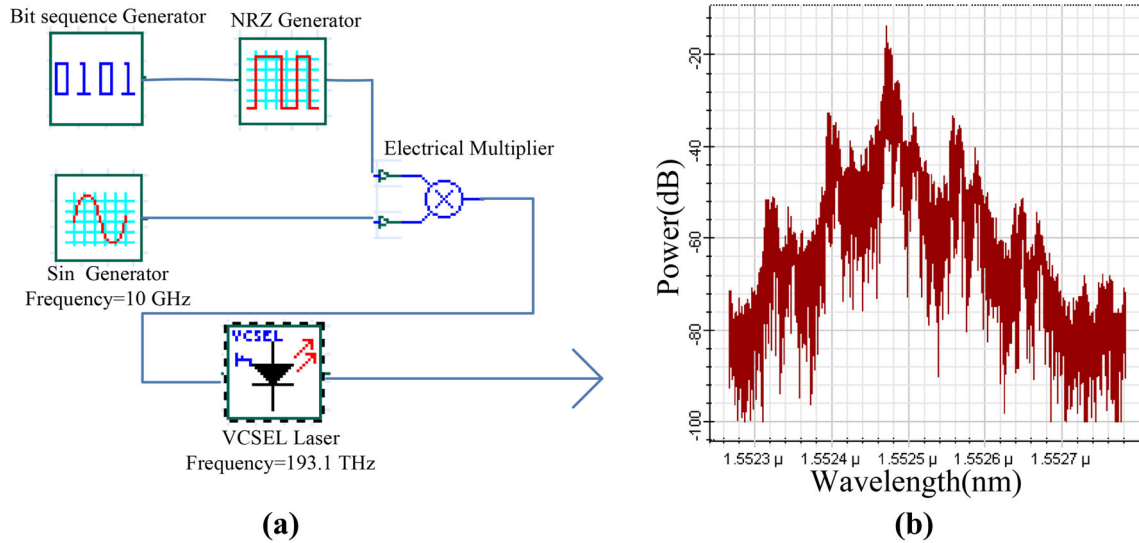 Bit sequence Generator
NRZ Generator
0101
Electrical Multiplier
Sin Generator
Frequency=10 GHz
VCSEL
VCSEL Laser
Frequency=193.1 THz
(a)
Power(dB)
-20
-40
-60
-80
-100
1.5523 µ 1.5524 µ 1.5525 µ 1.5526 µ 1.5527 µ
Wavelength(nm)
(b)